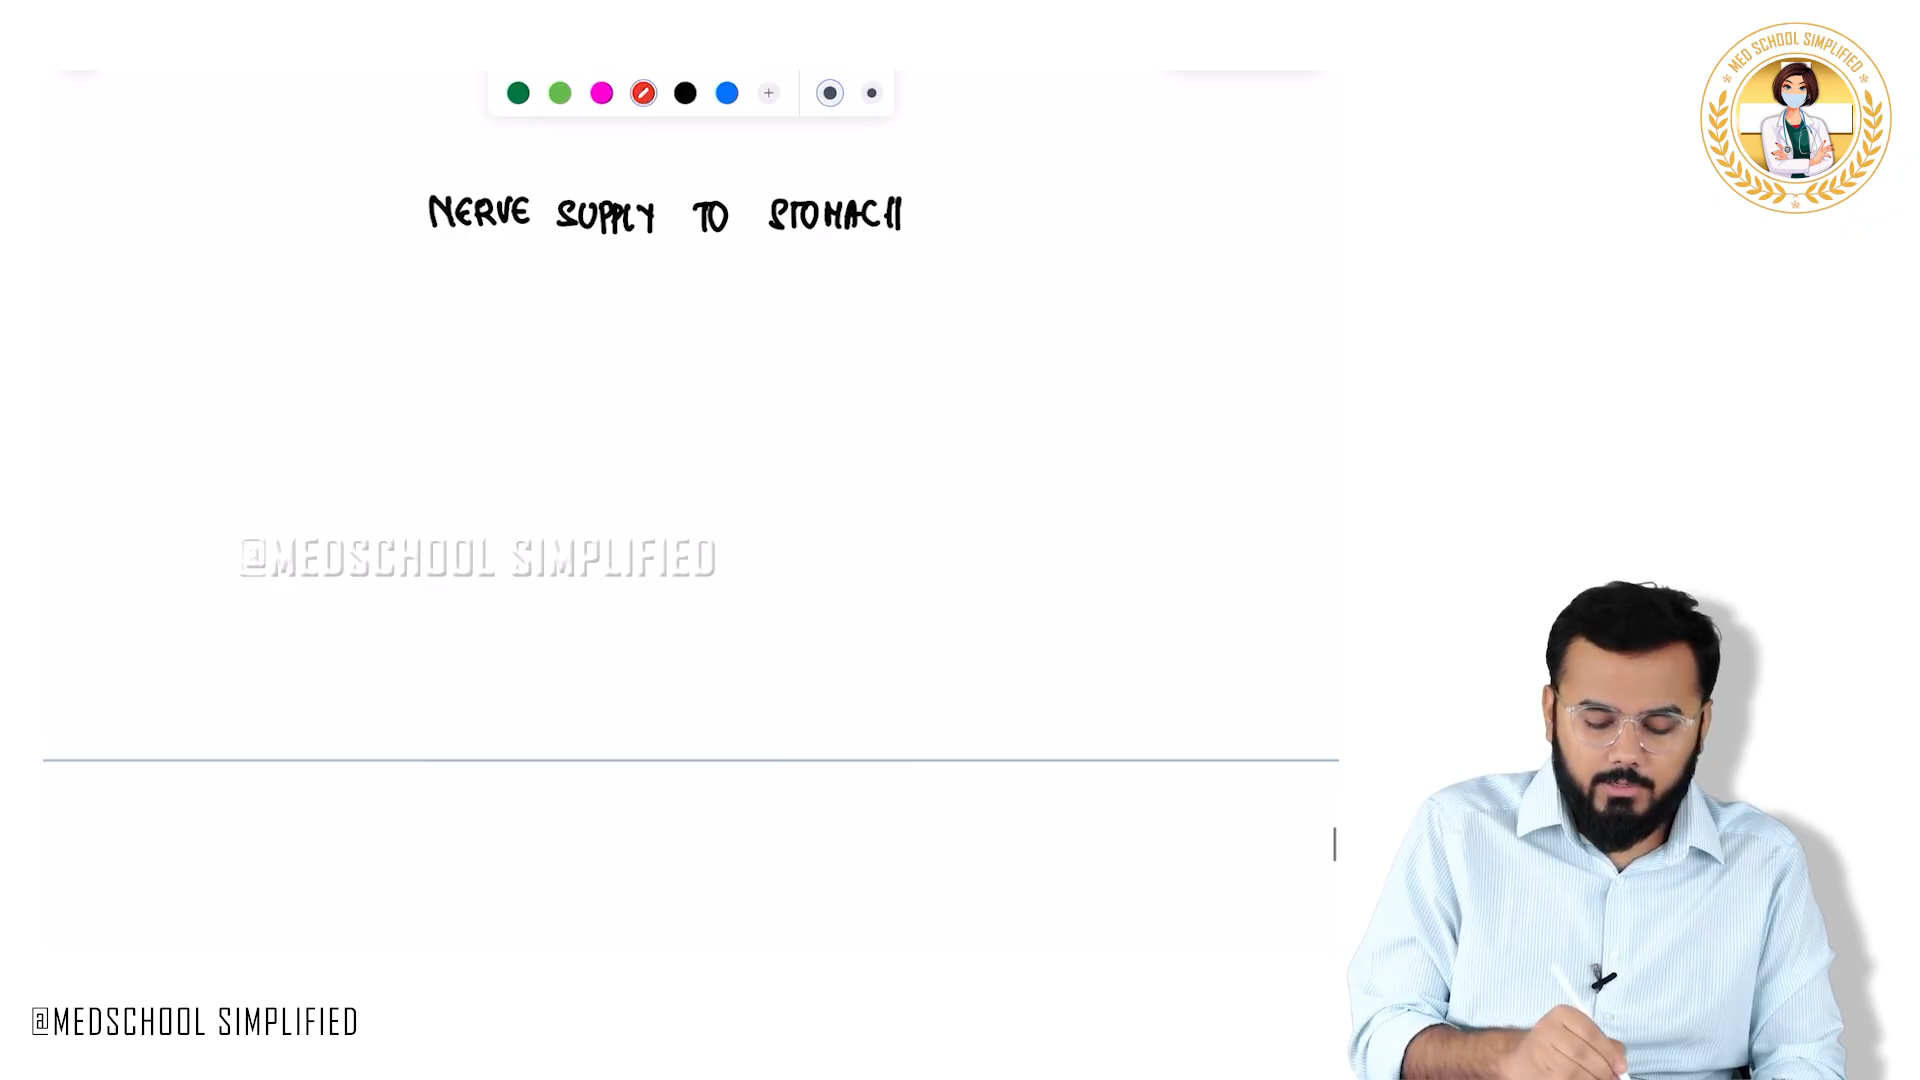 MED SCHOOL SIMPLIFIED
NERVE SUPPLY TO STOMACH
@MEDSCHOOL SIMPLIFIED
@MEDSCHOOL SIMPLIFIED